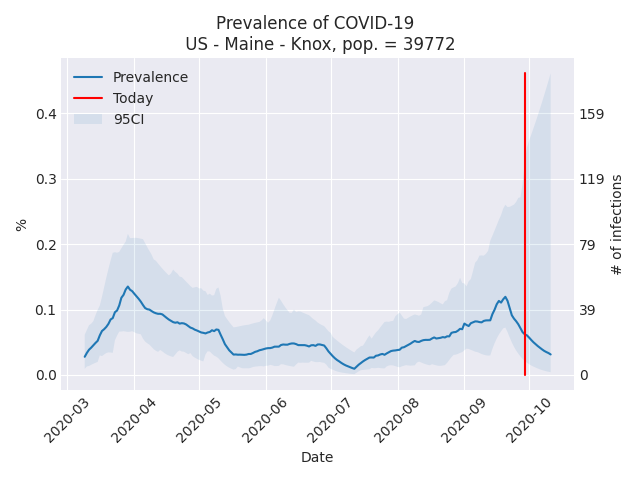 Prevalence of COVID-19
US - Maine - Knox, pop. = 39772
Prevalence
Today
95CI
0.4
0.3
0.2
0.1
0.0
%
159
119
79
39
0
# of infections
2020-03
2020-04
2020-05
2020-06
2020-07
2020-08
2020-09
2020-10
Date